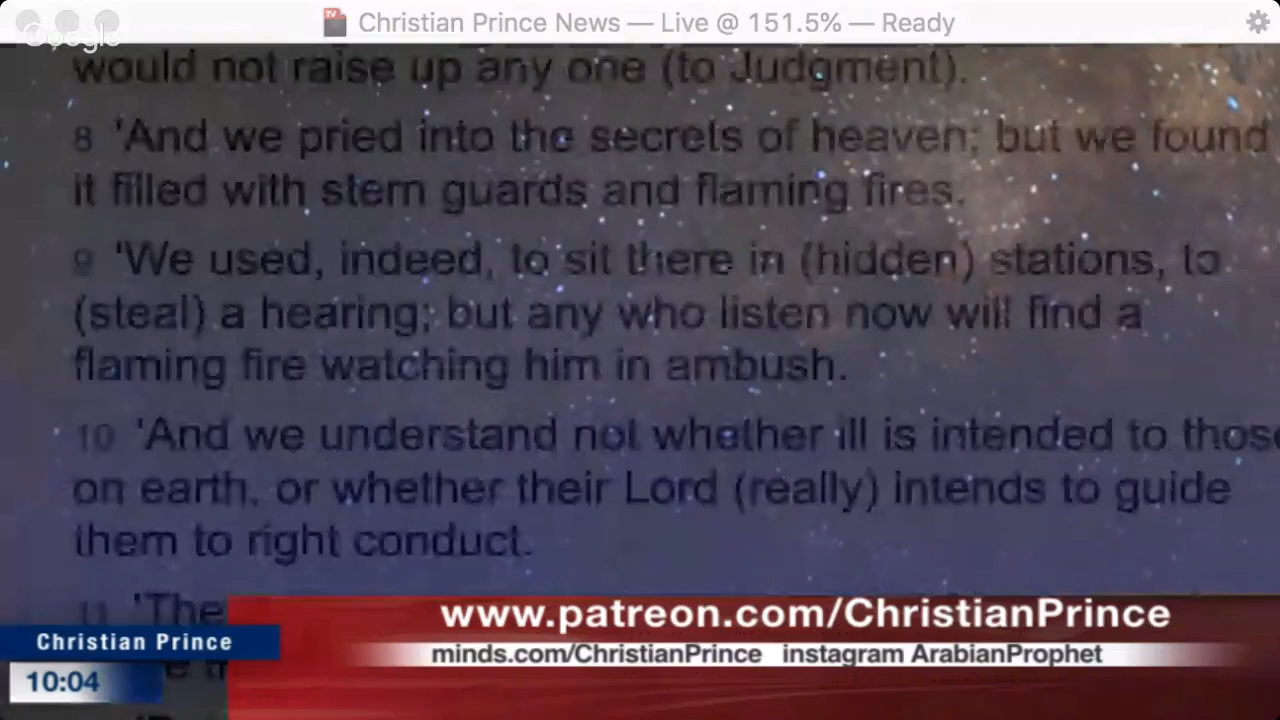 Christian Prince News — Live @ 151.5% — Ready
Google
would not raise up any one (to Judgment).
8 'And we pried into the secrets of heaven; but we found
it filled with stern guards and flaming fires.
9 'We used, indeed, to sit there in (hidden) stations, to
(steal) a hearing; but any who listen now will find a
flaming fire watching him in ambush.
10 'And we understand not whether ill is intended to those
on earth, or whether their Lord (really) intends to guide
them to right conduct.
11 'The
www.patreon.com/ChristianPrince
Christian Prince
minds.com/ChristianPrince instagram ArabianProphet
10:04